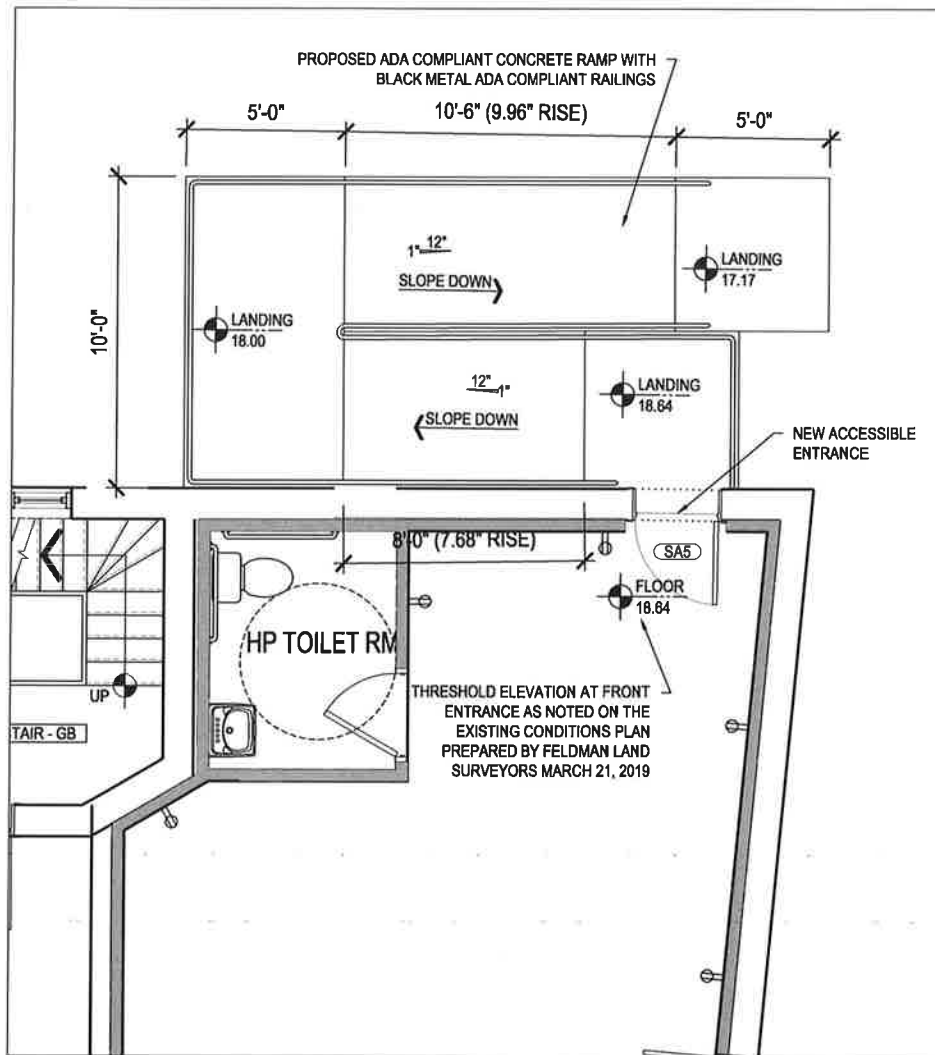 PROPOSED ADA COMPLIANT CONCRETE RAMP WITH
BLACK METAL ADA COMPLIANT RAILINGS
5'-0"
10'-6" (9.96" RISE)
5'-0"
10'-0"
1" 12"
SLOPE DOWN
LANDING
17.17
LANDING
18.00
12" 1"
SLOPE DOWN
LANDING
18.64
NEW ACCESSIBLE
ENTRANCE
8'-0" (7.68" RISE)
SA5
FLOOR
18.64
HP TOILET RM
UP
TAIR - GB
THRESHOLD ELEVATION AT FRONT
ENTRANCE AS NOTED ON THE
EXISTING CONDITIONS PLAN
PREPARED BY FELDMAN LAND
SURVEYORS MARCH 21, 2019